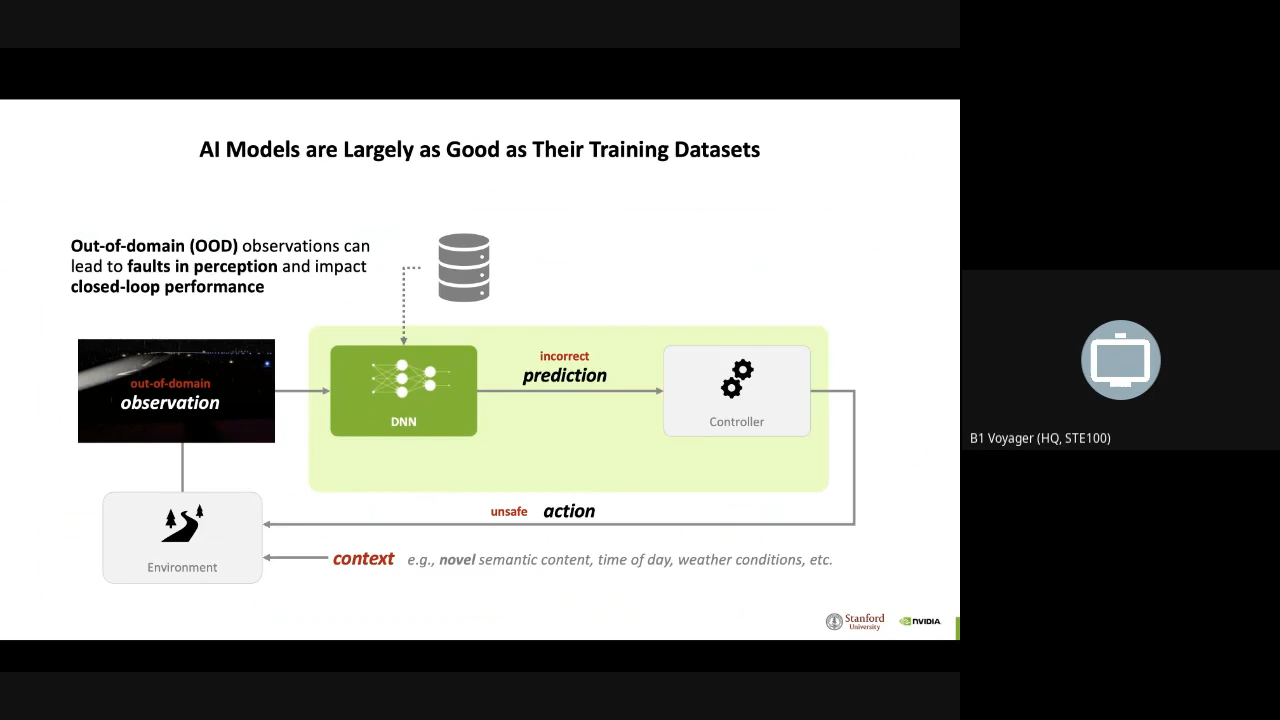 AI Models are Largely as Good as Their Training Datasets
Out-of-domain (OOD) observations can
lead to faults in perception and impact
closed-loop performance
out-of-domain
observation
incorrect
prediction
DNN
Controller
unsafe action
Environment
context e.g., novel semantic content, time of day, weather conditions, etc.
Stanford
University
NVIDIA
B1 Voyager (HQ, STE100)